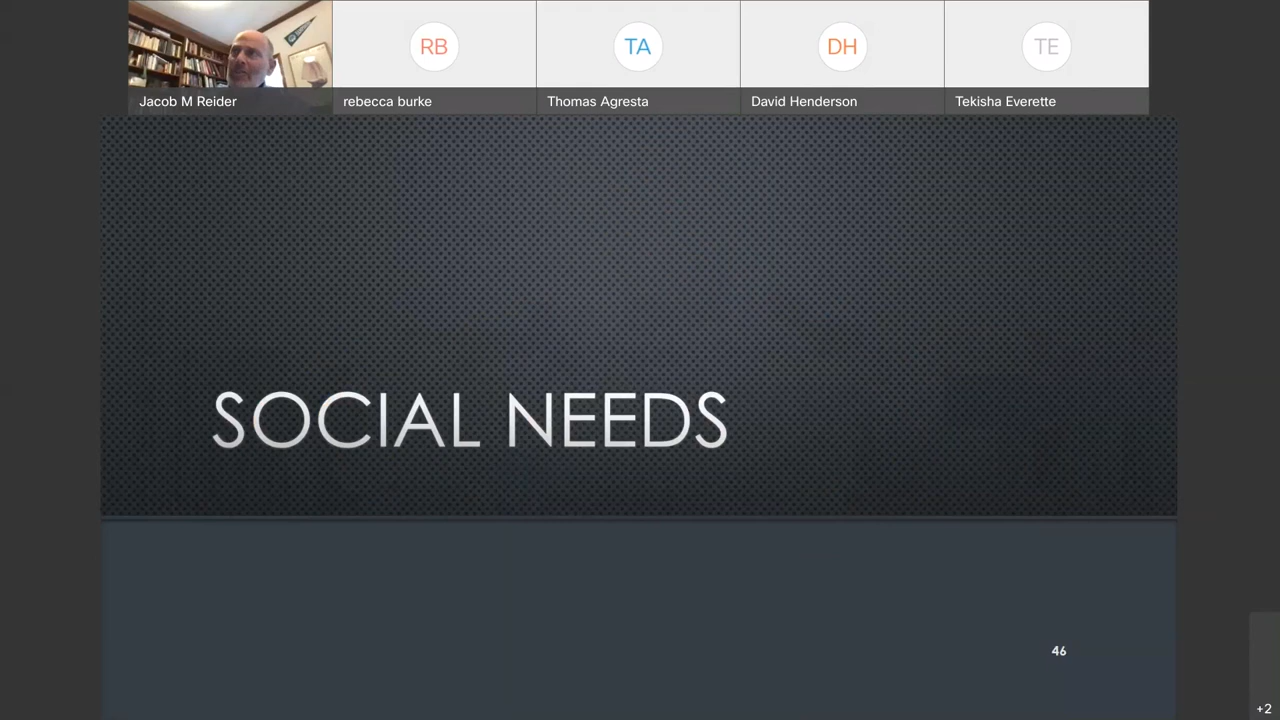 RB
TA
DH
TE
Jacob M Reider
rebecca burke
Thomas Agresta
David Henderson
Tekisha Everette
SOCIAL NEEDS
46
+2